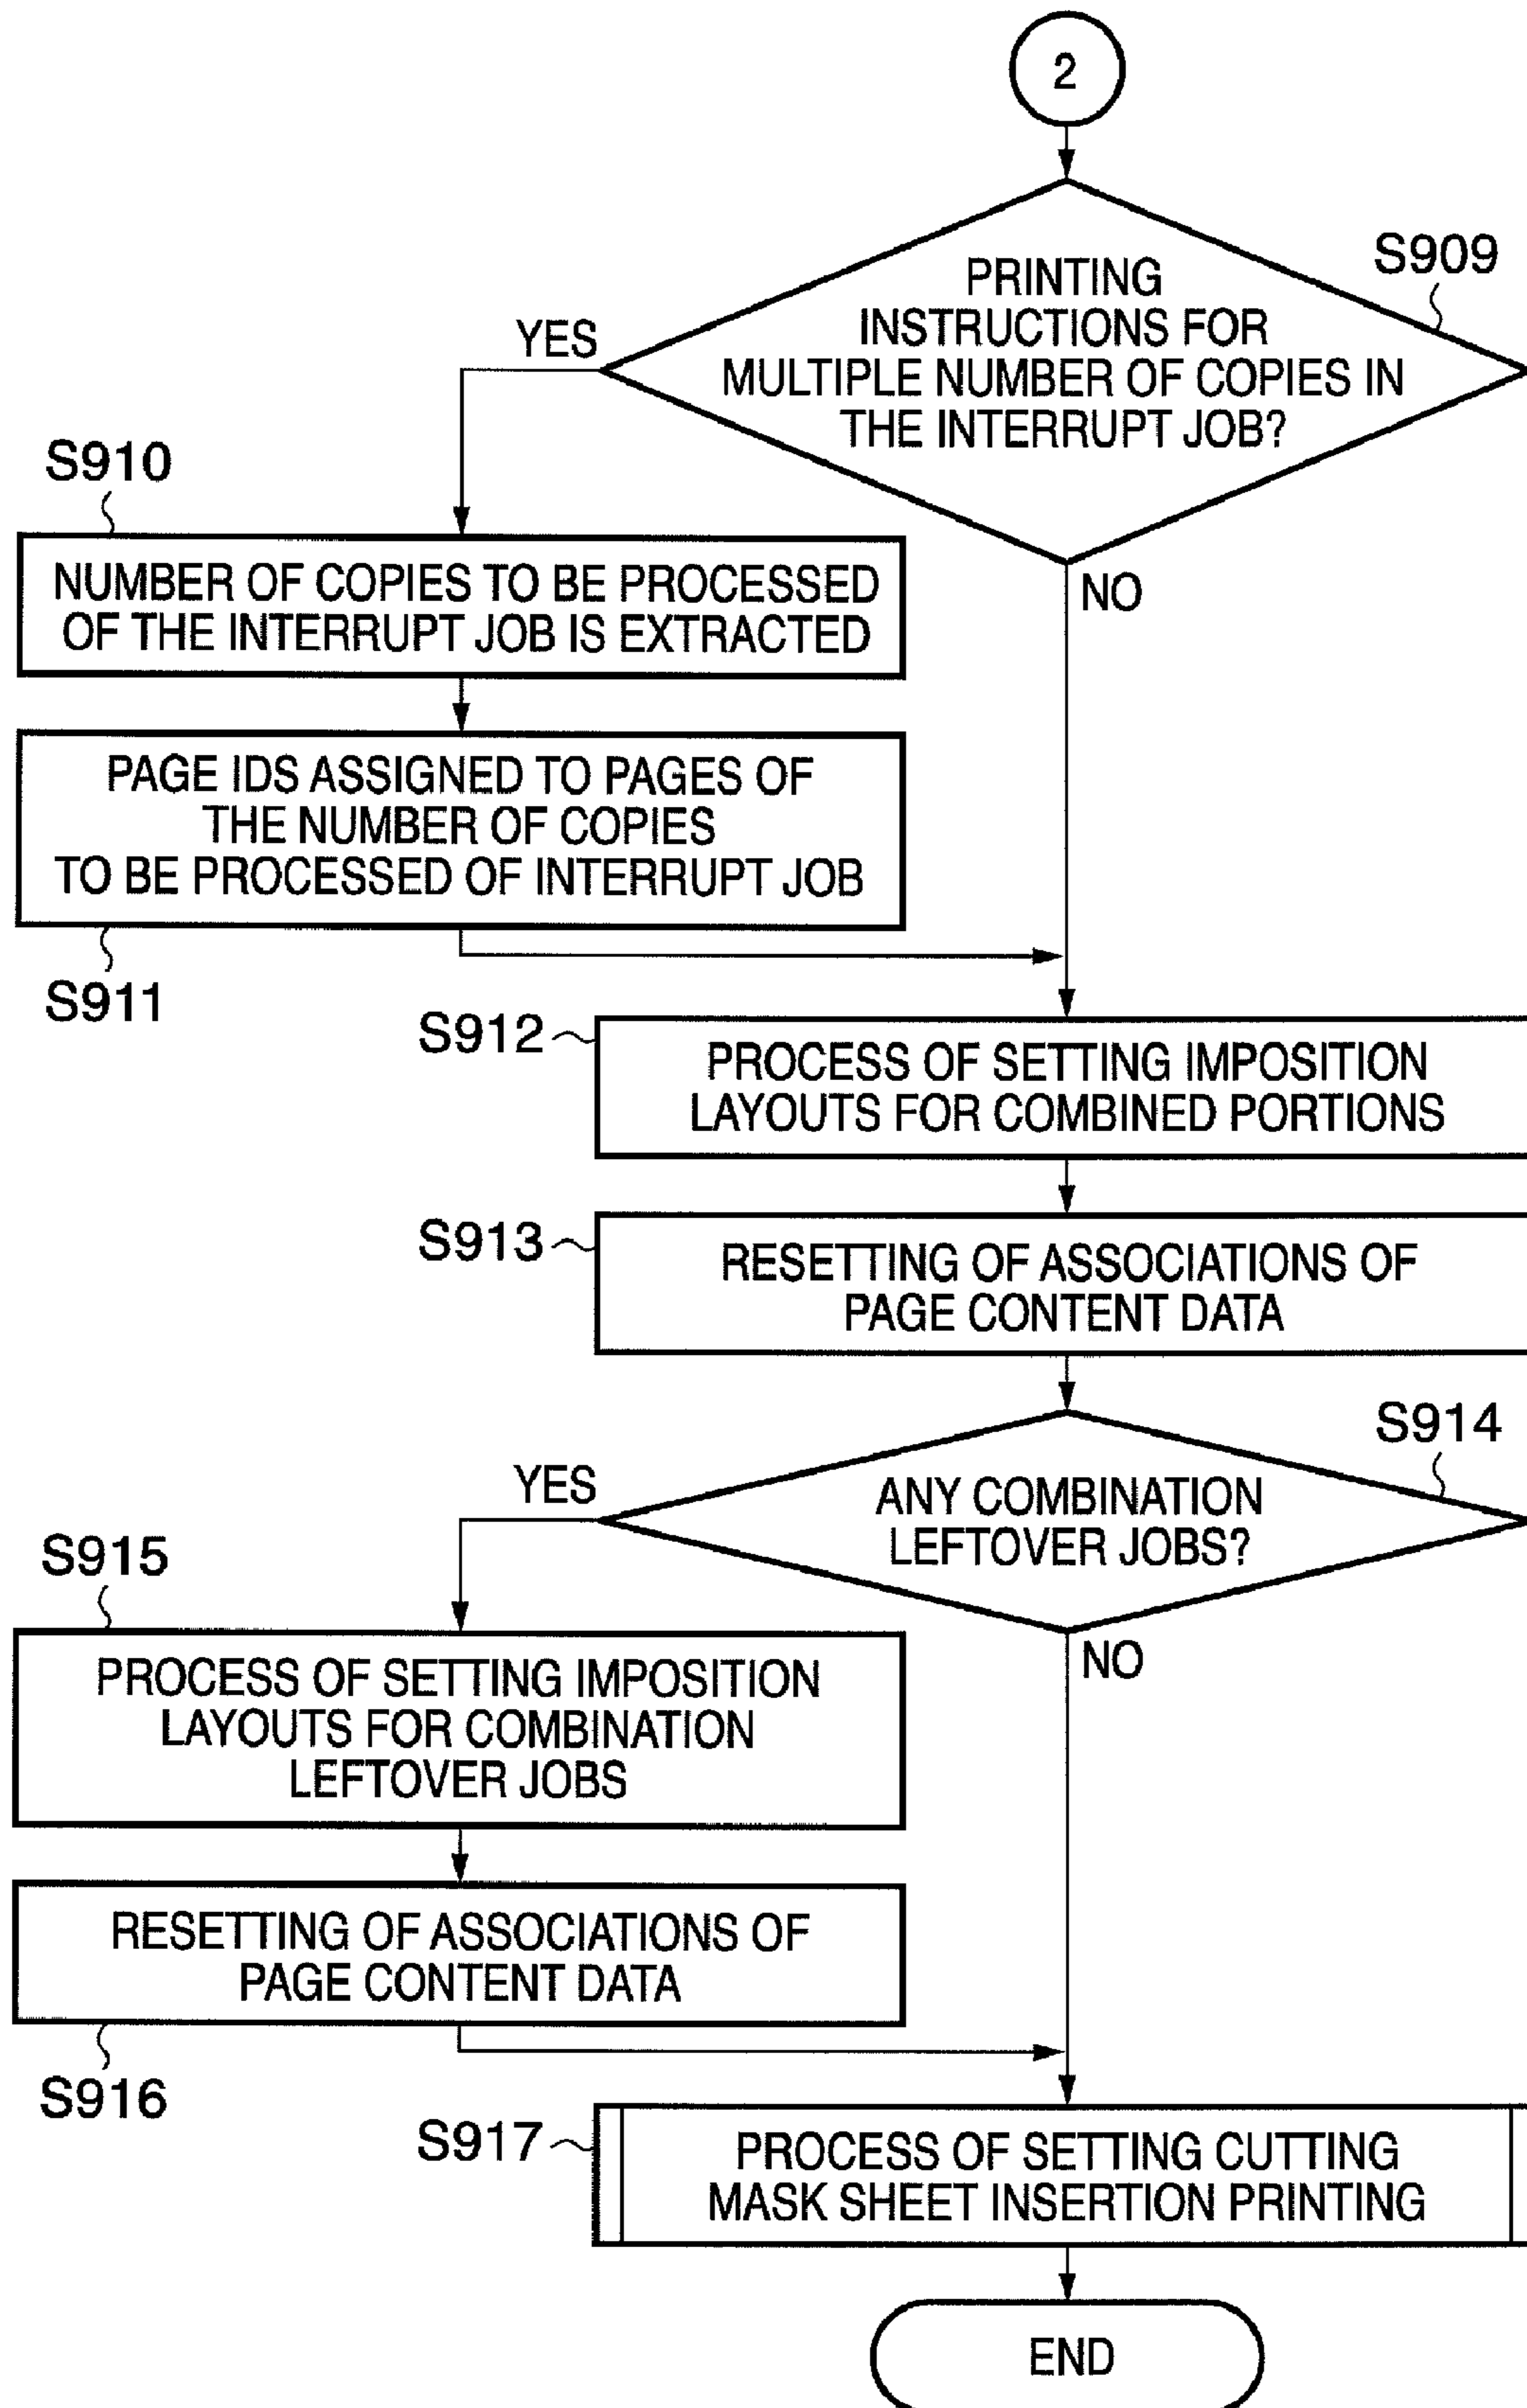 2
S909
PRINTING
INSTRUCTIONS FOR
MULTIPLE NUMBER OF COPIES IN
THE INTERRUPT JOB?
YES
NO
S910
NUMBER OF COPIES TO BE PROCESSED
OF THE INTERRUPT JOB IS EXTRACTED
PAGE IDS ASSIGNED TO PAGES OF
THE NUMBER OF COPIES
TO BE PROCESSED OF INTERRUPT JOB
S911
S912
PROCESS OF SETTING IMPOSITION
LAYOUTS FOR COMBINED PORTIONS
S913
RESETTING OF ASSOCIATIONS OF
PAGE CONTENT DATA
S914
ANY COMBINATION
LEFTOVER JOBS?
YES
NO
S915
PROCESS OF SETTING IMPOSITION
LAYOUTS FOR COMBINATION
LEFTOVER JOBS
RESETTING OF ASSOCIATIONS OF
PAGE CONTENT DATA
S916
S917
PROCESS OF SETTING CUTTING
MASK SHEET INSERTION PRINTING
END